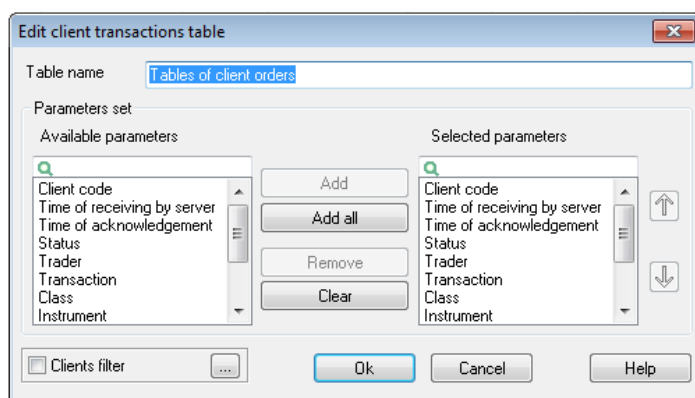 Edit client transactions table
Table name Tables of client orders
Parameters set
Available parameters Selected parameters
Client code Add Client code
Time of receiving by server Time of receiving by server
Time of acknowledgement Add all Time of acknowledgement
Status Status
Trader Remove Trader
Transaction Transaction
Class Clear Class
Instrument Instrument
Clients filter ... Ok Cancel Help